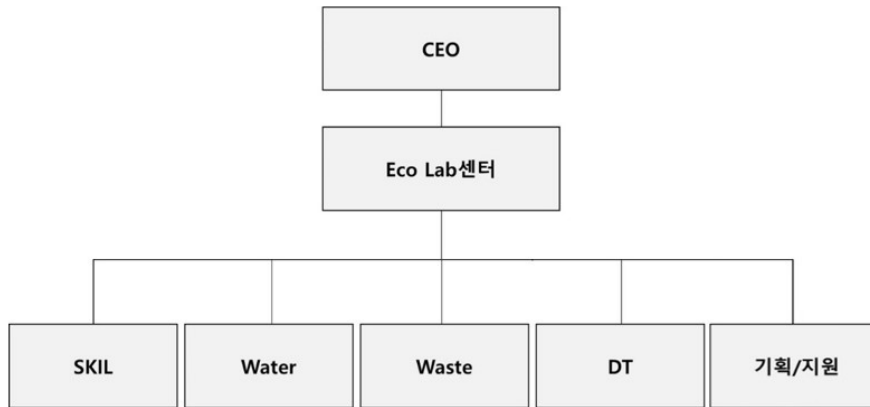 CEO
Eco Lab센터
SKIL
Water
Waste
DT
기획/지원